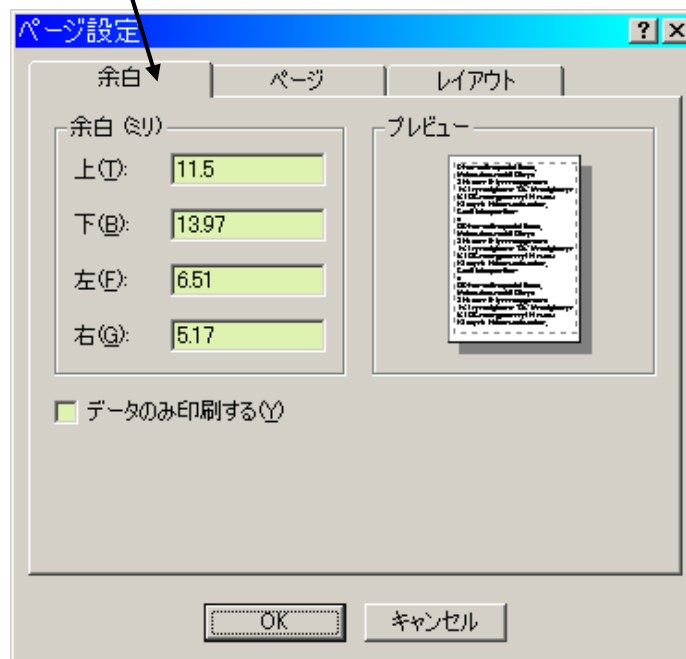 ページ設定
余白 ページ レイアウト
余白 (ミリ)
上(T): 11.5
下(B): 13.97
左(F): 6.51
右(G): 5.17
プレビュー
データのみ印刷する(Y)
OK キャンセル